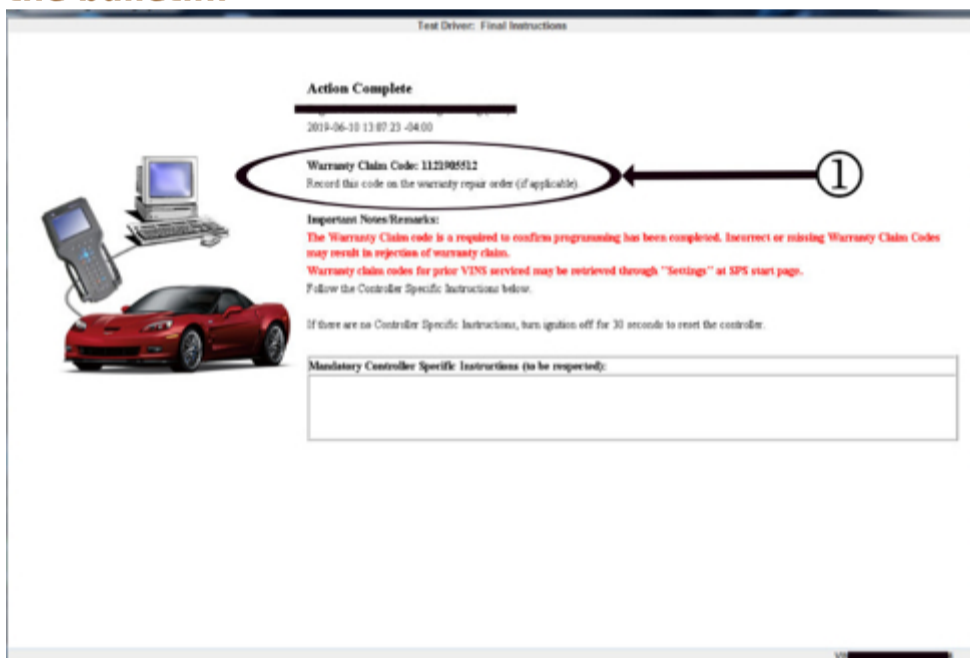 the bulletin.
Test Driver: Final Instructions
Action Complete
2019-06-10 13:07:23 -04:00
Warranty Claim Code: 1121905512
Record this code on the warranty repair order (if applicable)
1
Important Notes/Remarks:
The Warranty Claim code is a required to confirm programming has been completed. Incorrect or missing Warranty Claim Codes
may result in rejection of warranty claim.
Warranty claim codes for prior VINS serviced may be retrieved through "Settings" at SPS start page.
Follow the Controller Specific Instructions below.
If there are no Controller Specific Instructions, turn ignition off for 30 seconds to reset the controller.
Mandatory Controller Specific Instructions (to be respected):